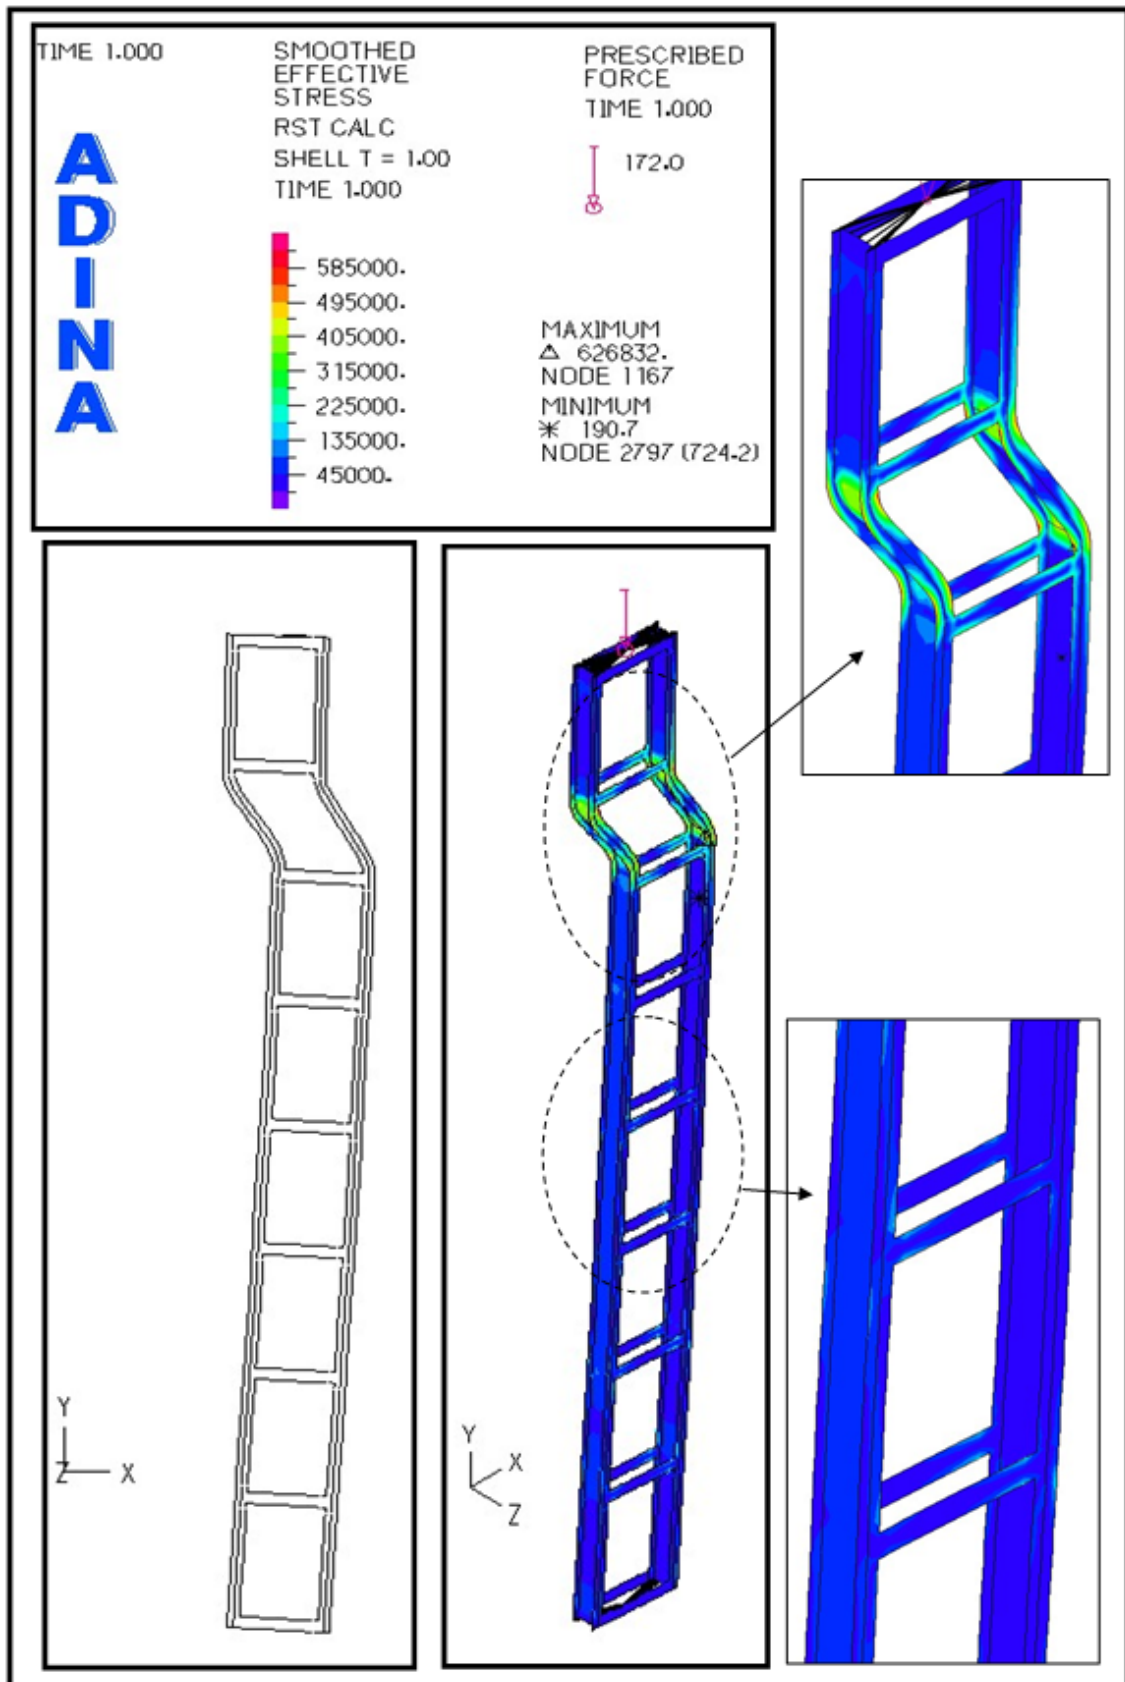 TIME 1.000
ADINA
SMOOTHED
EFFECTIVE
STRESS
RST CALC
SHELL T = 1.00
TIME 1.000
585000.
495000.
405000.
315000.
225000.
135000.
45000.
PRESCRIBED
FORCE
TIME 1.000
172.0
MAXIMUM
△ 626832.
NODE 1167
MINIMUM
✳ 190.7
NODE 2797 (724.2)
Y
Z X
Y
X
Z